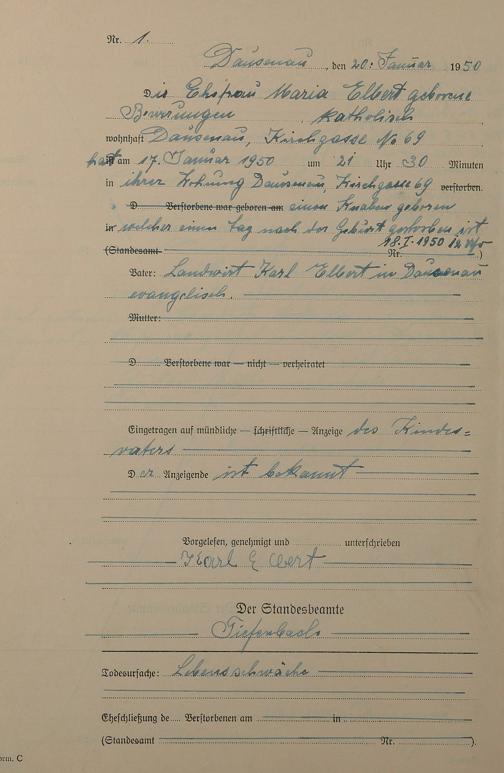 Nr. 1.
Dausenau, den 20. Januar 1950
Die Ehefrau Maria Elbert geborene
katholisch
wohnhaft Dausenau, Kirchgasse No 69
hat am 17. Januar 1950 um 21 Uhr 30 Minuten
in ihrer Wohnung Dausenau, Kirchgasse 69 verstorben.
D Verstorbene war geboren am einen Knaben geboren
in welcher einen Tag nach der Geburt gestorben ist
18.I.1950 12 Uhr
(Standesamt Nr. )
Vater: Landwirt Karl Elbert in Dausenau
evangelisch.
Mutter:
D Verstorbene war — nicht — verheiratet
Eingetragen auf mündliche — schriftliche — Anzeige des Kindes=
vaters
Der Anzeigende ist bekannt
Vorgelesen, genehmigt und unterschrieben
Karl Elbert
Der Standesbeamte
Tiefenbach
Todesursache: Lebensschwäche
Eheschließung de Verstorbenen am in
(Standesamt Nr. )
orm. C